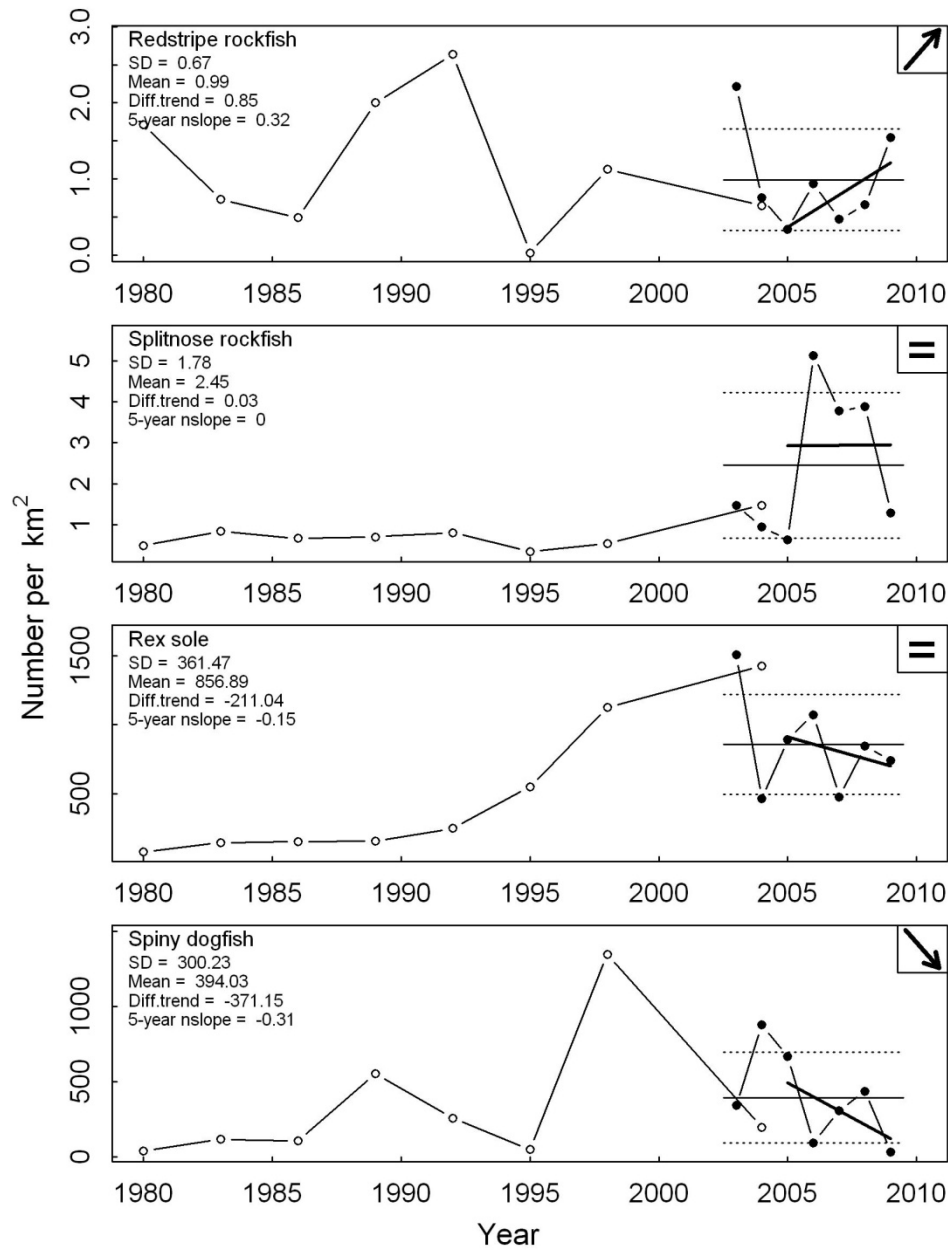 Number per km²
Redstripe rockfish
SD = 0.67
Mean = 0.99
Diff.trend = 0.85
5-year nslope = 0.32
3.0
2.0
1.0
0.0
1980 1985 1990 1995 2000 2005 2010
Splitnose rockfish
SD = 1.78
Mean = 2.45
Diff.trend = 0.03
5-year nslope = 0
=
5
4
3
2
1
1980 1985 1990 1995 2000 2005 2010
Rex sole
SD = 361.47
Mean = 856.89
Diff.trend = -211.04
5-year nslope = -0.15
=
1500
500
1980 1985 1990 1995 2000 2005 2010
Spiny dogfish
SD = 300.23
Mean = 394.03
Diff.trend = -371.15
5-year nslope = -0.31
1000
500
0
1980 1985 1990 1995 2000 2005 2010
Year